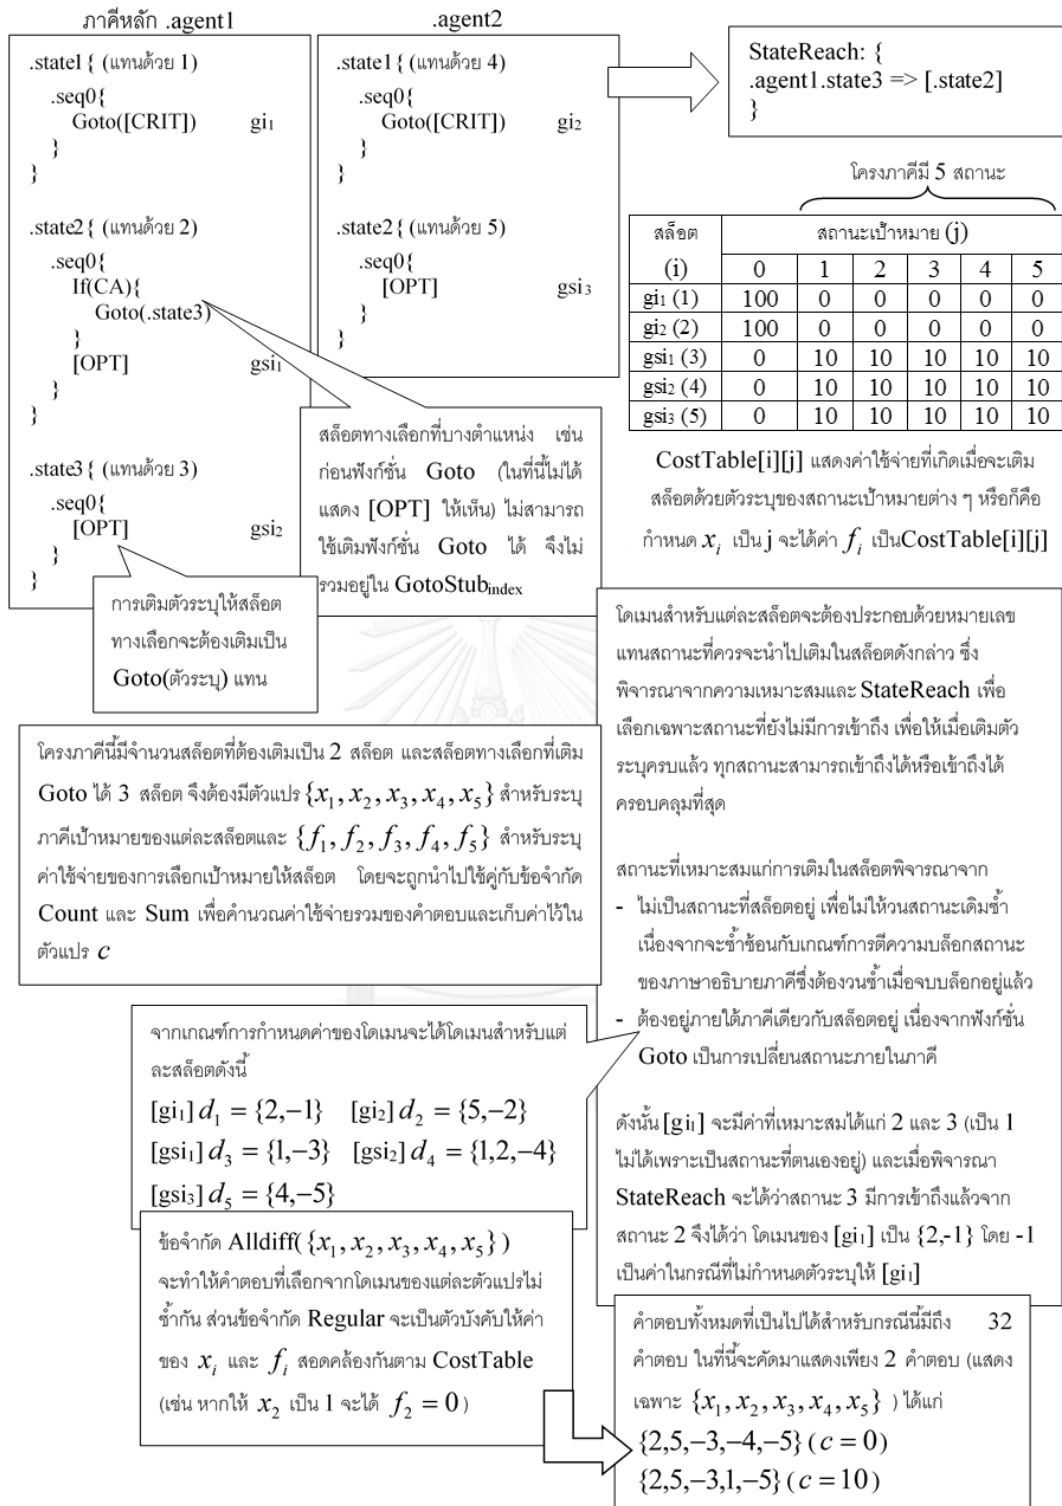 ภาคีหลัก .agent1
.state1{ (แทนด้วย 1)
.seq0{
Goto([CRIT]) gi1
}
}
.state2{ (แทนด้วย 2)
.seq0{
If(CA){
Goto(.state3)
}
[OPT] gsi1
}
}
.state3{ (แทนด้วย 3)
.seq0{
[OPT] gsi2
}
}
.agent2
.state1{ (แทนด้วย 4)
.seq0{
Goto([CRIT]) gi2
}
}
.state2{ (แทนด้วย 5)
.seq0{
[OPT] gsi3
}
}
StateReach: {
.agent1.state3 => [.state2]
}
โครงภาคีมี 5 สถานะ
สล็อต สถานะเป้าหมาย (j)
(i) 0 1 2 3 4 5
gi1 (1) 100 0 0 0 0 0
gi2 (2) 100 0 0 0 0 0
gsi1 (3) 0 10 10 10 10 10
gsi2 (4) 0 10 10 10 10 10
gsi3 (5) 0 10 10 10 10 10
CostTable[i][j] แสดงค่าใช้จ่ายที่เกิดเมื่อจะเติม
สล็อตด้วยตัวระบุของสถานะเป้าหมายต่าง ๆ หรือก็คือ
กำหนด xi เป็น j จะได้ค่า fi เป็นCostTable[i][j]
สล็อตทางเลือกที่บางตำแหน่ง เช่น
ก่อนฟังก์ชั่น Goto (ในที่นี้ไม่ได้
แสดง [OPT] ให้เห็น) ไม่สามารถ
ใช้เติมฟังก์ชั่น Goto ได้ จึงไม่
รวมอยู่ใน GotoStubindex
การเติมตัวระบุให้สล็อต
ทางเลือกจะต้องเติมเป็น
Goto(ตัวระบุ) แทน
โครงภาคีนี้มีจำนวนสล็อตที่ต้องเติมเป็น 2 สล็อต และสล็อตทางเลือกที่เติม
Goto ได้ 3 สล็อต จึงต้องมีตัวแปร {x1, x2, x3, x4, x5} สำหรับระบุ
ภาคีเป้าหมายของแต่ละสล็อตและ {f1, f2, f3, f4, f5} สำหรับระบุ
ค่าใช้จ่ายของการเลือกเป้าหมายให้สล็อต โดยจะถูกนำไปใช้คู่กับข้อจำกัด
Count และ Sum เพื่อคำนวณค่าใช้จ่ายรวมของคำตอบและเก็บค่าไว้ใน
ตัวแปร c
โดเมนสำหรับแต่ละสล็อตจะต้องประกอบด้วยหมายเลข
แทนสถานะที่ควรจะนำไปเติมในสล็อตดังกล่าว ซึ่ง
พิจารณาจากความเหมาะสมและ StateReach เพื่อ
เลือกเฉพาะสถานะที่ยังไม่มีการเข้าถึง เพื่อให้เมื่อเติมตัว
ระบุครบแล้ว ทุกสถานะสามารถเข้าถึงได้หรือเข้าถึงได้
ครอบคลุมที่สุด
สถานะที่เหมาะสมแก่การเติมในสล็อตพิจารณาจาก
- ไม่เป็นสถานะที่สล็อตอยู่ เพื่อไม่ให้วนสถานะเดิมซ้ำ
เนื่องจากจะซ้ำซ้อนกับเกณฑ์การตีความบล็อกสถานะ
ของภาษาอธิบายภาคีซึ่งต้องวนซ้ำเมื่อจบบล็อกอยู่แล้ว
- ต้องอยู่ภายใต้ภาคีเดียวกับสล็อตอยู่ เนื่องจากฟังก์ชั่น
Goto เป็นการเปลี่ยนสถานะภายในภาคี
ดังนั้น [gi1] จะมีค่าที่เหมาะสมได้แก่ 2 และ 3 (เป็น 1
ไม่ได้เพราะเป็นสถานะที่ตนเองอยู่) และเมื่อพิจารณา
StateReach จะได้ว่าสถานะ 3 มีการเข้าถึงแล้วจาก
สถานะ 2 จึงได้ว่า โดเมนของ [gi1] เป็น {2,-1} โดย -1
เป็นค่าในกรณีที่ไม่กำหนดตัวระบุให้ [gi1]
จากเกณฑ์การกำหนดค่าของโดเมนจะได้โดเมนสำหรับแต่
ละสล็อตดังนี้
[gi1] d1 = {2,−1} [gi2] d2 = {5,−2}
[gsi1] d3 = {1,−3} [gsi2] d4 = {1,2,−4}
[gsi3] d5 = {4,−5}
ข้อจำกัด Alldiff({x1, x2, x3, x4, x5})
จะทำให้คำตอบที่เลือกจากโดเมนของแต่ละตัวแปรไม่
ซ้ำกัน ส่วนข้อจำกัด Regular จะเป็นตัวบังคับให้ค่า
ของ xi และ fi สอดคล้องกันตาม CostTable
(เช่น หากให้ x2 เป็น 1 จะได้ f2 = 0)
คำตอบทั้งหมดที่เป็นไปได้สำหรับกรณีนี้มีถึง 32
คำตอบ ในที่นี้จะคัดมาแสดงเพียง 2 คำตอบ (แสดง
เฉพาะ {x1, x2, x3, x4, x5} ) ได้แก่
{2,5,−3,−4,−5} (c = 0)
{2,5,−3,1,−5} (c = 10)